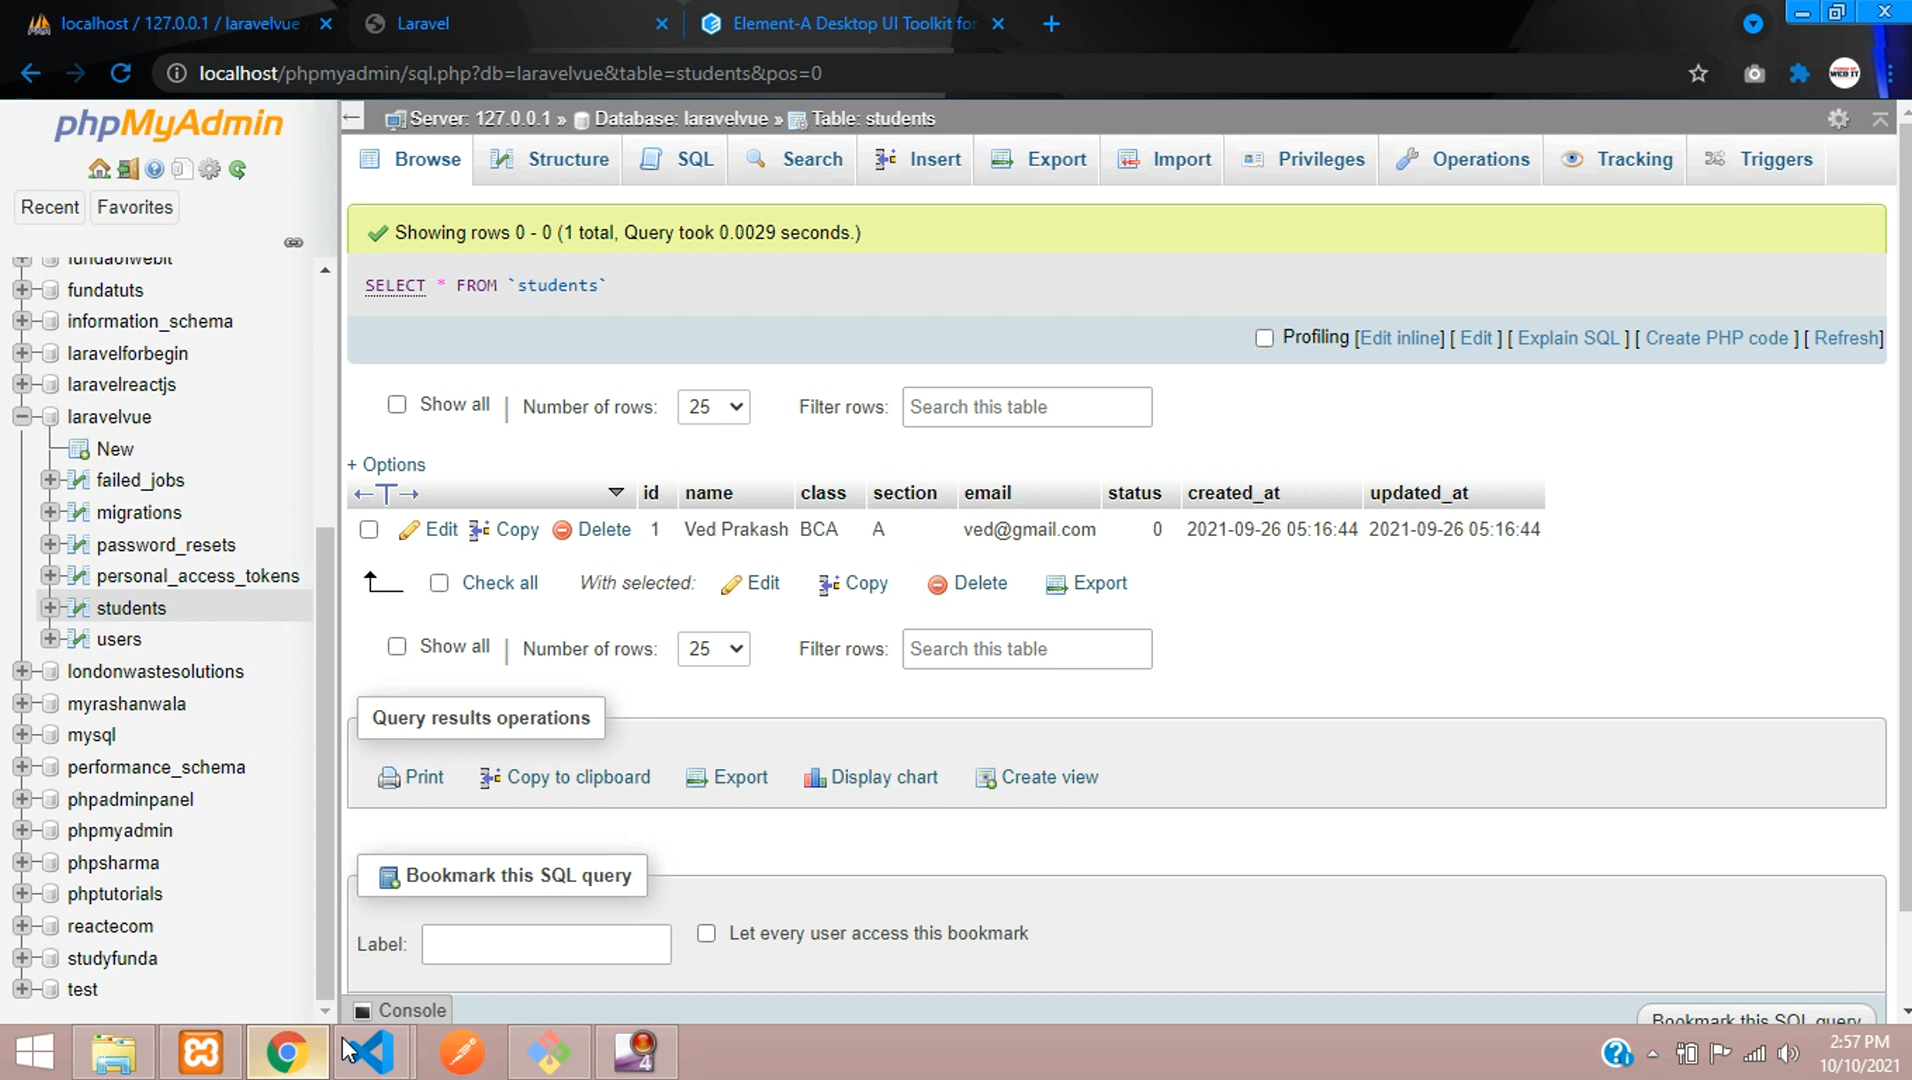 localhost / 127.0.0.1 / laravelvue
Laravel
Element-A Desktop UI Toolkit for
localhost/phpmyadmin/sql.php?db=laravelvue&table=students&pos=0
WEB IT
phpMyAdmin
Recent
Favorites
fundaofwebit
fundatuts
information_schema
laravelforbegin
laravelreactjs
laravelvue
New
failed_jobs
migrations
password_resets
personal_access_tokens
students
users
londonwastesolutions
myrashanwala
mysql
performance_schema
phpadminpanel
phpmyadmin
phpsharma
phptutorials
reactecom
studyfunda
test
Server: 127.0.0.1 » Database: laravelvue » Table: students
Browse Structure SQL Search Insert Export Import Privileges Operations Tracking Triggers
Showing rows 0 - 0 (1 total, Query took 0.0029 seconds.)
SELECT * FROM `students`
Profiling [Edit inline] [ Edit ] [ Explain SQL ] [ Create PHP code ] [ Refresh]
Show all | Number of rows: 25 Filter rows: Search this table
+ Options
id name class section email status created_at updated_at
Edit Copy Delete 1 Ved Prakash BCA A ved@gmail.com 0 2021-09-26 05:16:44 2021-09-26 05:16:44
Check all With selected: Edit Copy Delete Export
Show all | Number of rows: 25 Filter rows: Search this table
Query results operations
Print Copy to clipboard Export Display chart Create view
Bookmark this SQL query
Label: Let every user access this bookmark
Console
Bookmark this SQL query
4
2:57 PM
10/10/2021